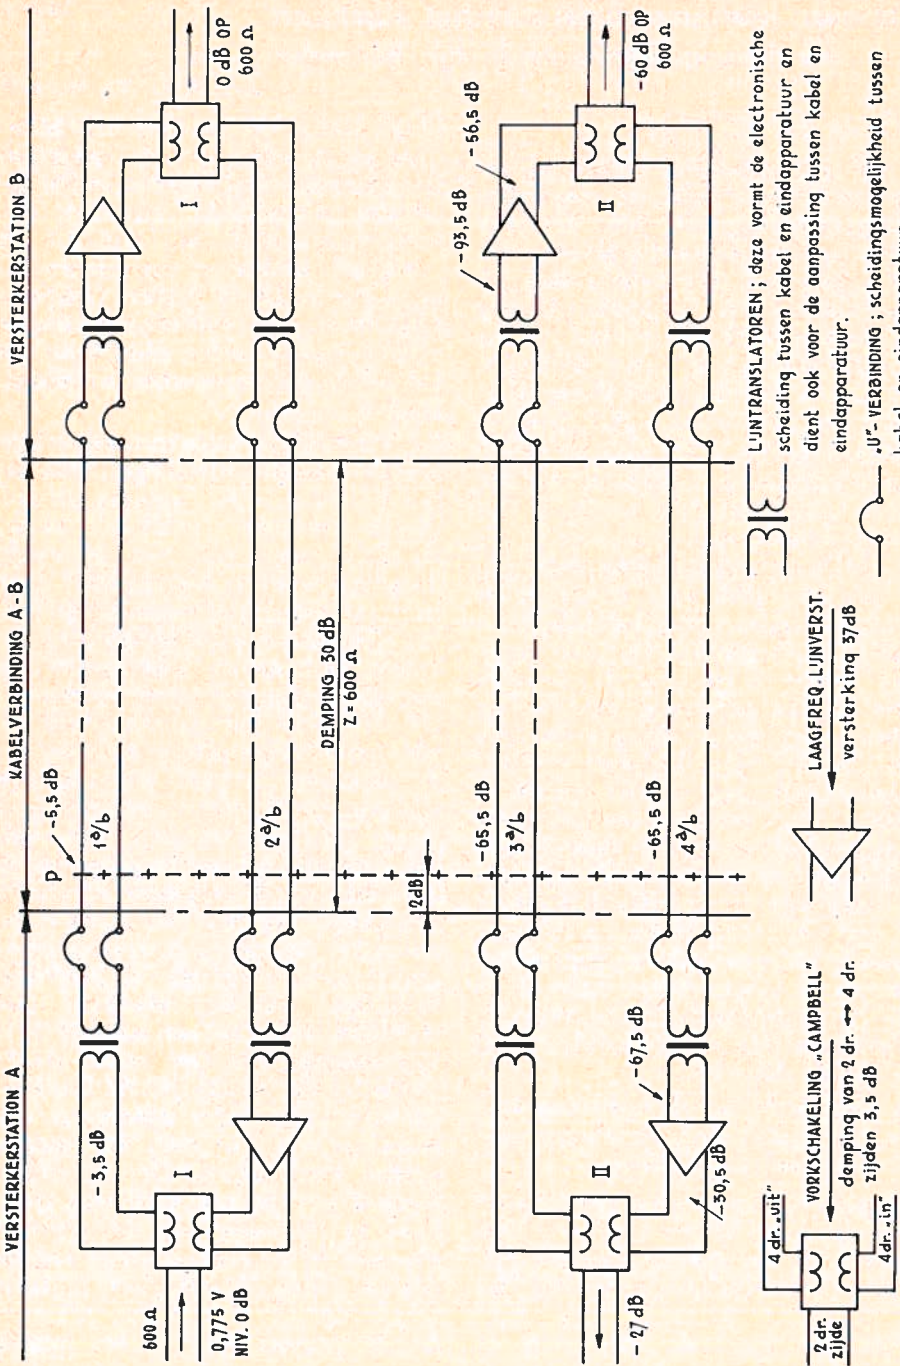 VERSTERKERSTATION A
KABELVERBINDING A-B
VERSTERKERSTATION B
600 Ω
0,775 V
NIV. 0 dB
I
-3,5 dB
P
-5,5 dB
1a/b
2a/b
DEMPING 30 dB
Z=600 Ω
I
0 dB OP
600 Ω
2dB
-27 dB
II
-30,5 dB
-67,5 dB
-65,5 dB
3a/b
-65,5 dB
4a/b
-93,5 dB
-56,5 dB
II
-60 dB OP
600 Ω
2 dr.
zijde
4 dr. „uit"
4 dr. „in"
VORKSCHAKELING „CAMPBELL"
demping van 2 dr. ↔ 4 dr.
zijden 3,5 dB
LAAGFREQ. LIJNVERST.
versterking 37dB
LIJNTRANSLATOREN; deze vormt de electronische
scheiding tussen kabel en eindapparatuur en
dient ook voor de aanpassing tussen kabel en
eindapparatuur.
„U"- VERBINDING ; scheidingsmogelijkheid tussen